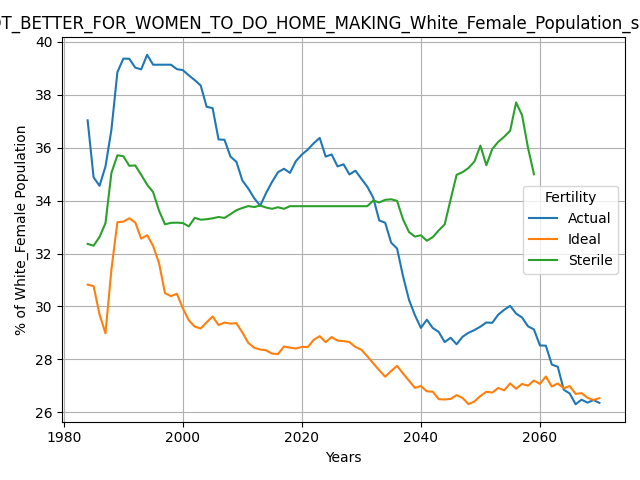 OT_BETTER_FOR_WOMEN_TO_DO_HOME_MAKING_White_Female_Population_s
% of White_Female Population
40
38
36
34
32
30
28
26
1980
2000
2020
2040
2060
Years
Fertility
Actual
Ideal
Sterile